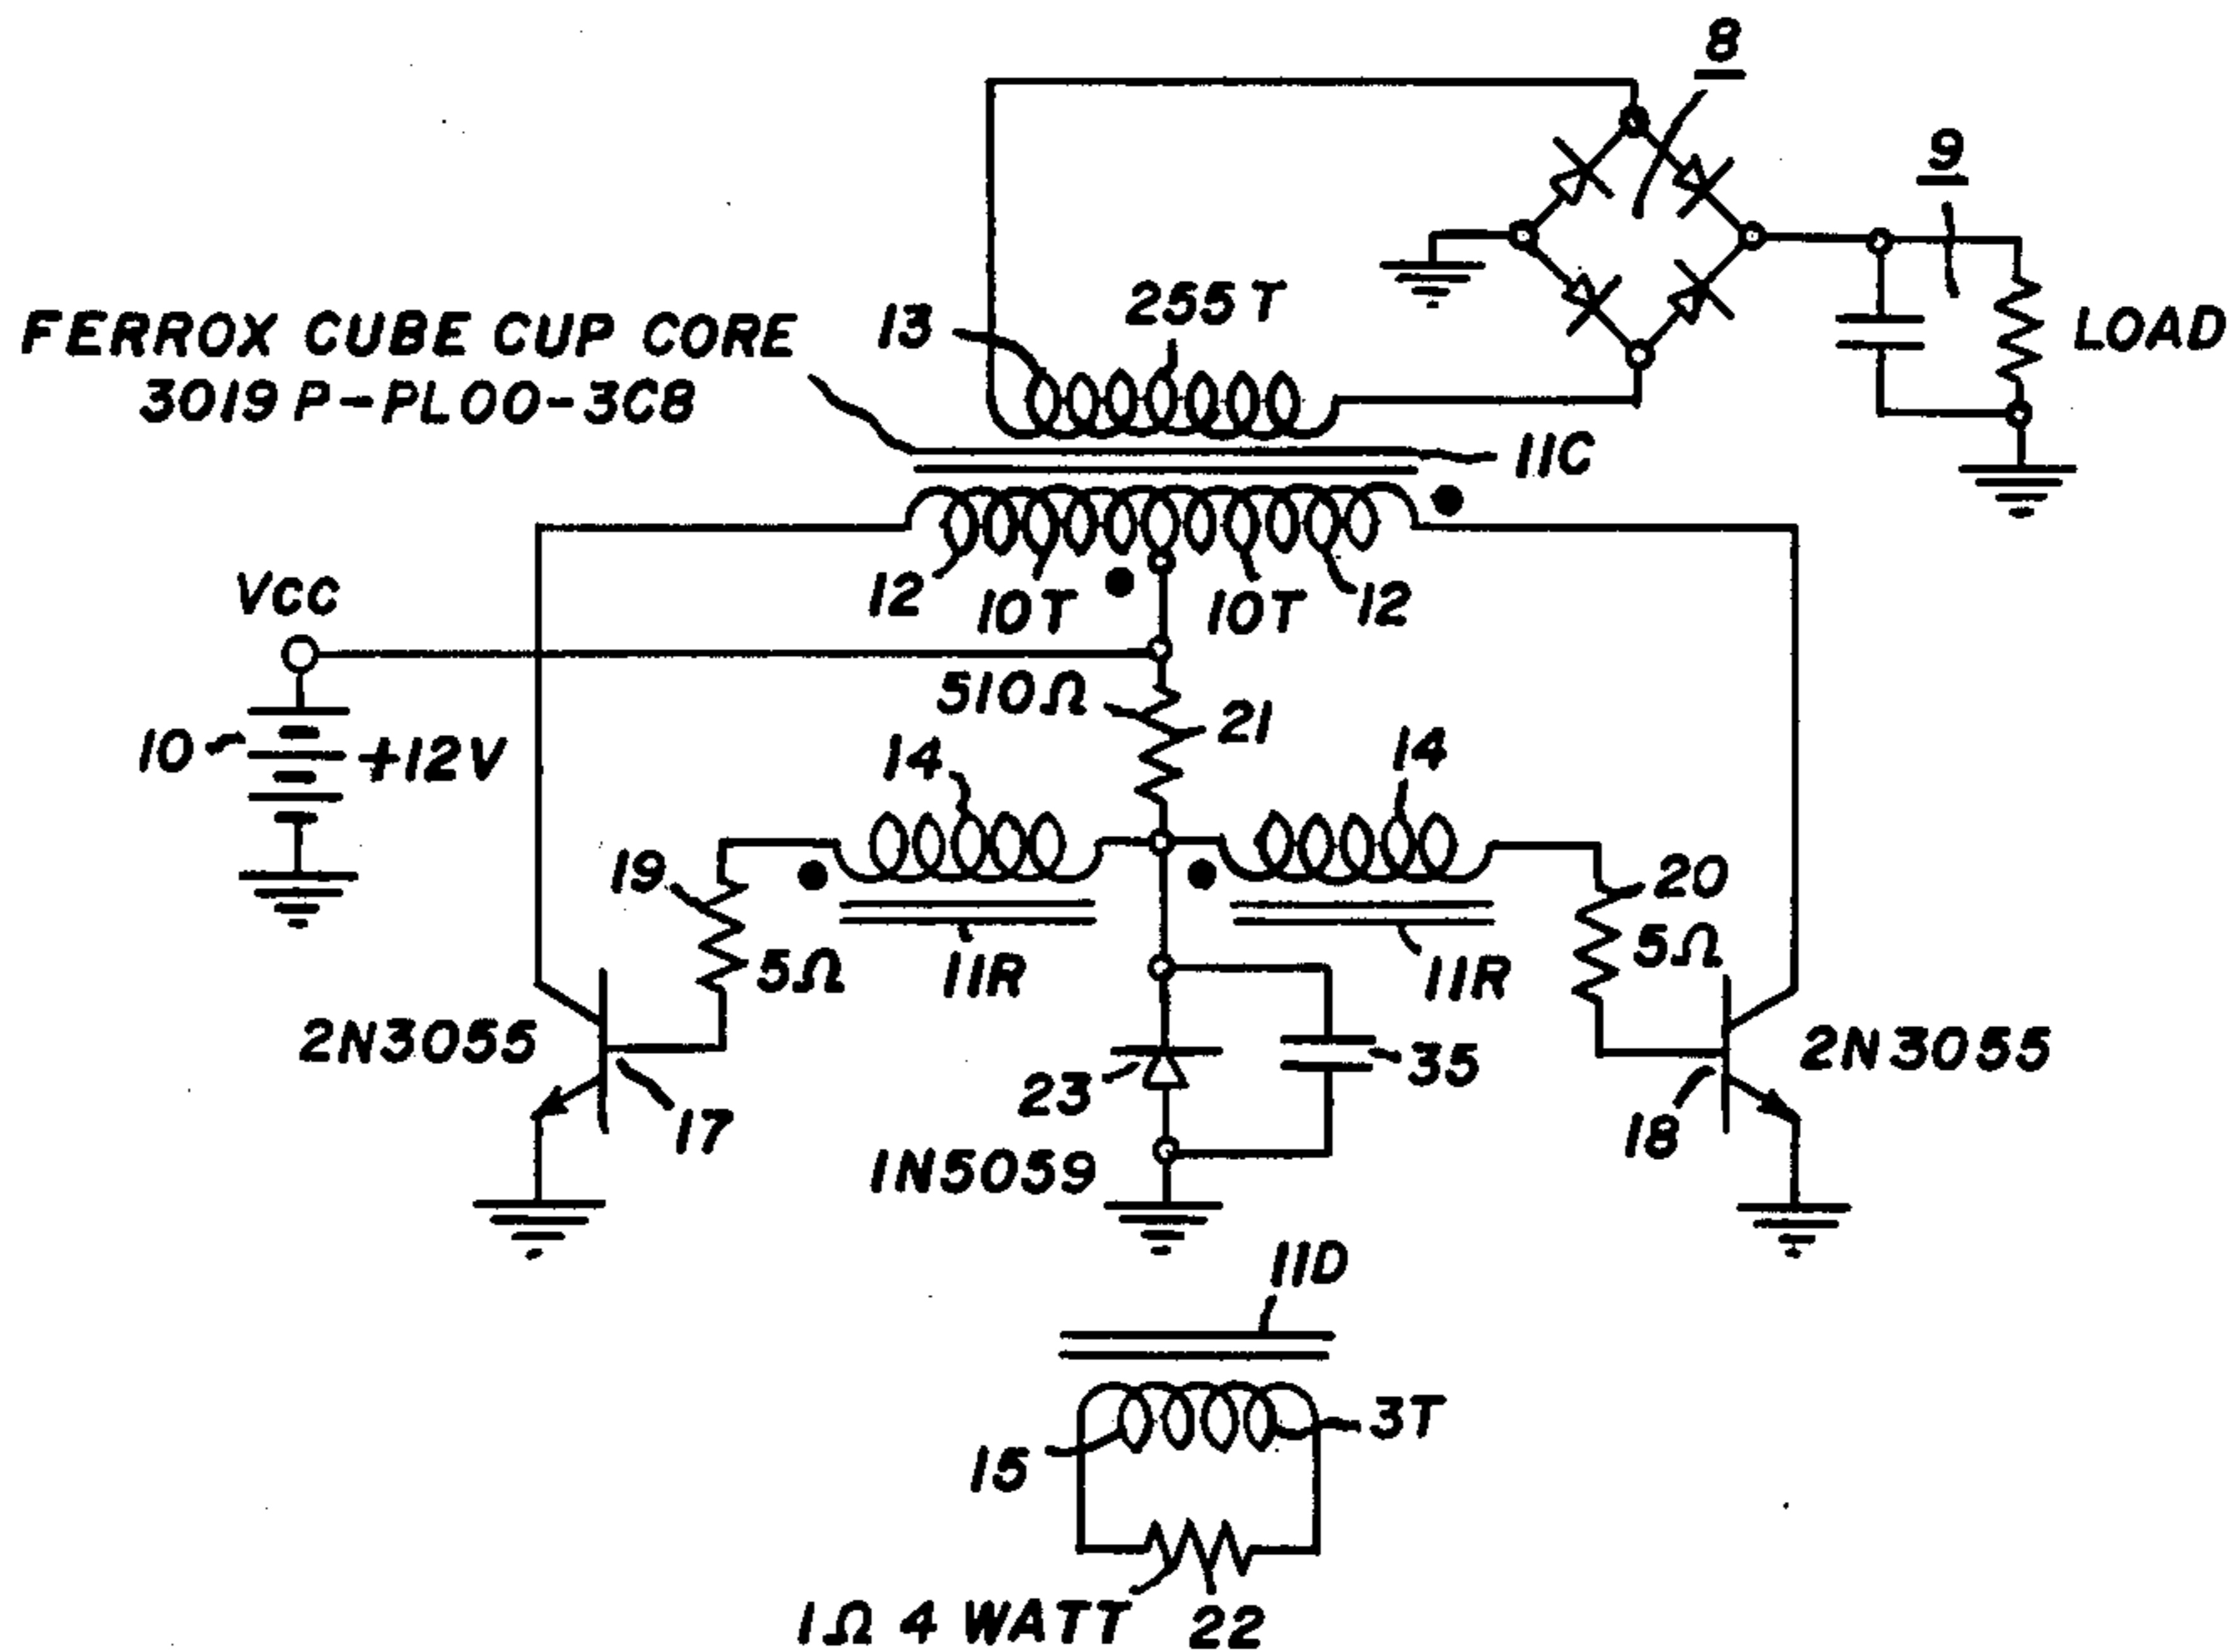 8
9
FERROX CUBE CUP CORE
3019 P-PL00-3C8
13
255 T
LOAD
11C
12
10T
10T
12
VCC
510Ω
21
10
+12V
14
14
19
5Ω
11R
11R
20
5Ω
2N3055
17
23
35
1N5059
18
2N3055
11D
15
3T
1Ω 4 WATT
22